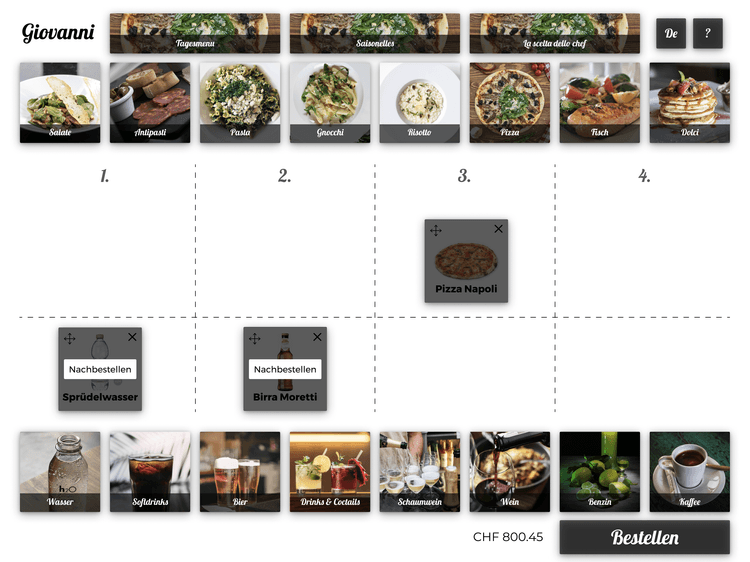 Giovanni
Tagesmenu
Saisonelles
La scelta dello chef
De
?
Salate
Antipasti
Pasta
Gnocchi
Risotto
Pizza
Fisch
Dolci
1.
2.
3.
4.
Pizza Napoli
Nachbestellen
Sprüdelwasser
Nachbestellen
Birra Moretti
h2O
Wasser
Softdrinks
Bier
Drinks & Coctails
Schaumwein
Wein
Benzin
Kaffee
CHF 800.45
Bestellen